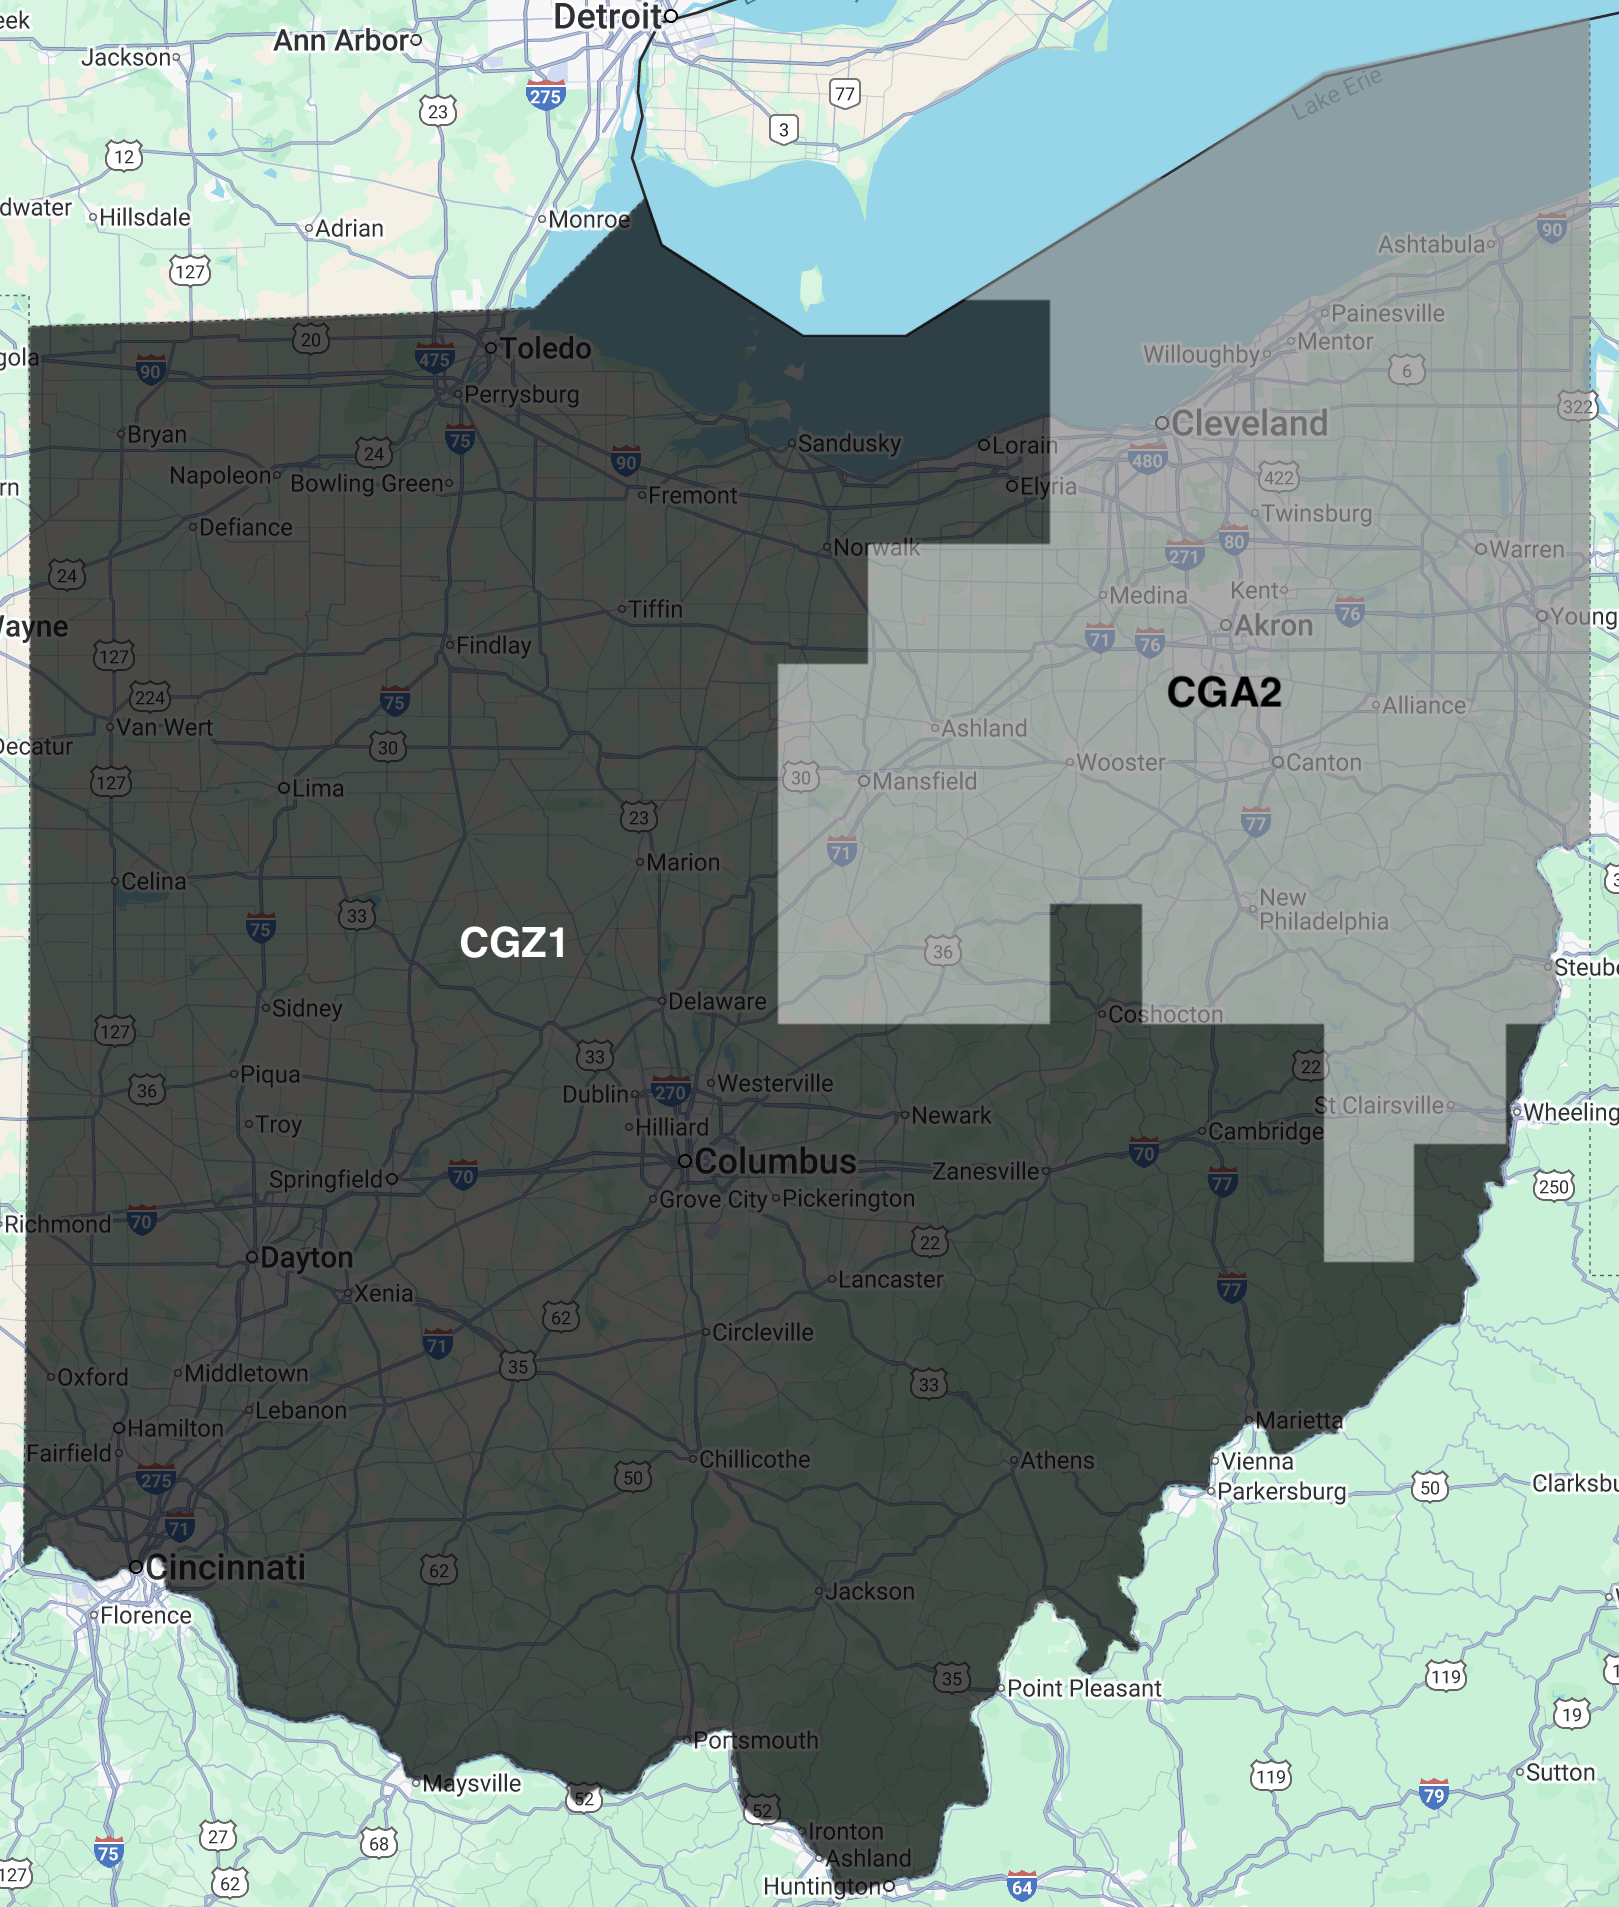 Detroit
eek
Ann Arbor
Jackson
275
77
23
3
12
Lake Erie
dwater
Hillsdale
Monroe
Adrian
90
Ashtabula
127
Painesville
20
Toledo
Mentor
gola
475
Willoughby
90
6
Perrysburg
322
Cleveland
Bryan
75
Sandusky
Lorain
24
90
480
Napoleon
Bowling Green
422
rn
Fremont
Elyria
Defiance
Twinsburg
80
Norwalk
271
Warren
24
Medina
Kent
Tiffin
76
Young
ayne
Akron
Findlay
71
76
127
224
75
CGA2
Van Wert
Ashland
Alliance
Decatur
30
Wooster
Canton
127
30
Mansfield
Lima
23
77
71
Marion
Celina
3
New
Philadelphia
33
75
CGZ1
36
Steube
Delaware
Sidney
Coshocton
127
33
22
Piqua
Westerville
36
Dublin
270
St Clairsville
Newark
Wheeling
Troy
Hilliard
Cambridge
70
Columbus
Springfield
70
Zanesville
77
250
Grove City
Pickerington
Richmond
70
22
Dayton
Lancaster
77
Xenia
62
Circleville
71
35
Oxford
Middletown
33
Lebanon
Marietta
Hamilton
Fairfield
Chillicothe
Athens
Vienna
275
50
Clarksbu
50
Parkersburg
71
Cincinnati
62
Jackson
Florence
35
119
1
Point Pleasant
19
Portsmouth
Sutton
119
Maysville
52
79
52
Ironton
27
68
75
Ashland
127
62
Huntington
64